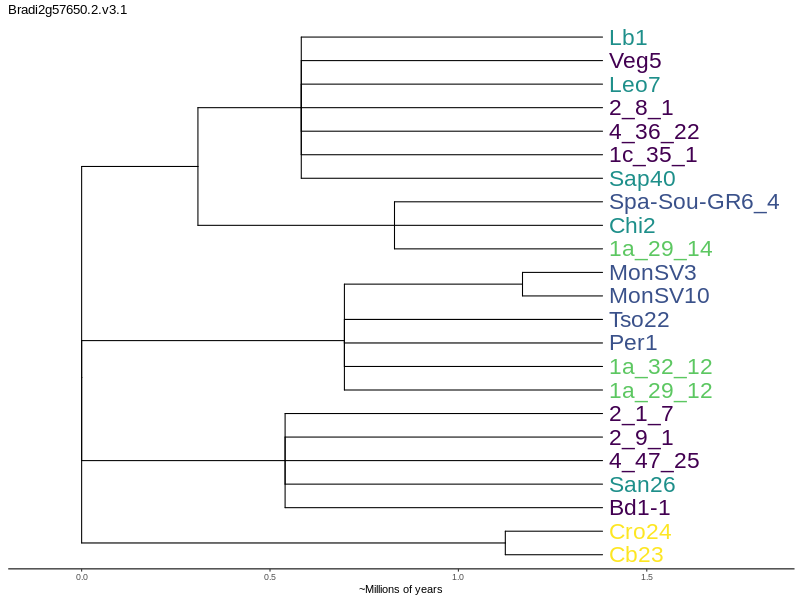 Bradi2g57650.2.v3.1
Lb1
Veg5
Leo7
2_8_1
4_36_22
1c_35_1
Sap40
Spa-Sou-GR6_4
Chi2
1a_29_14
MonSV3
MonSV10
Tso22
Per1
1a_32_12
1a_29_12
2_1_7
2_9_1
4_47_25
San26
Bd1-1
Cro24
Cb23
0.0 0.5 1.0 1.5
~Millions of years